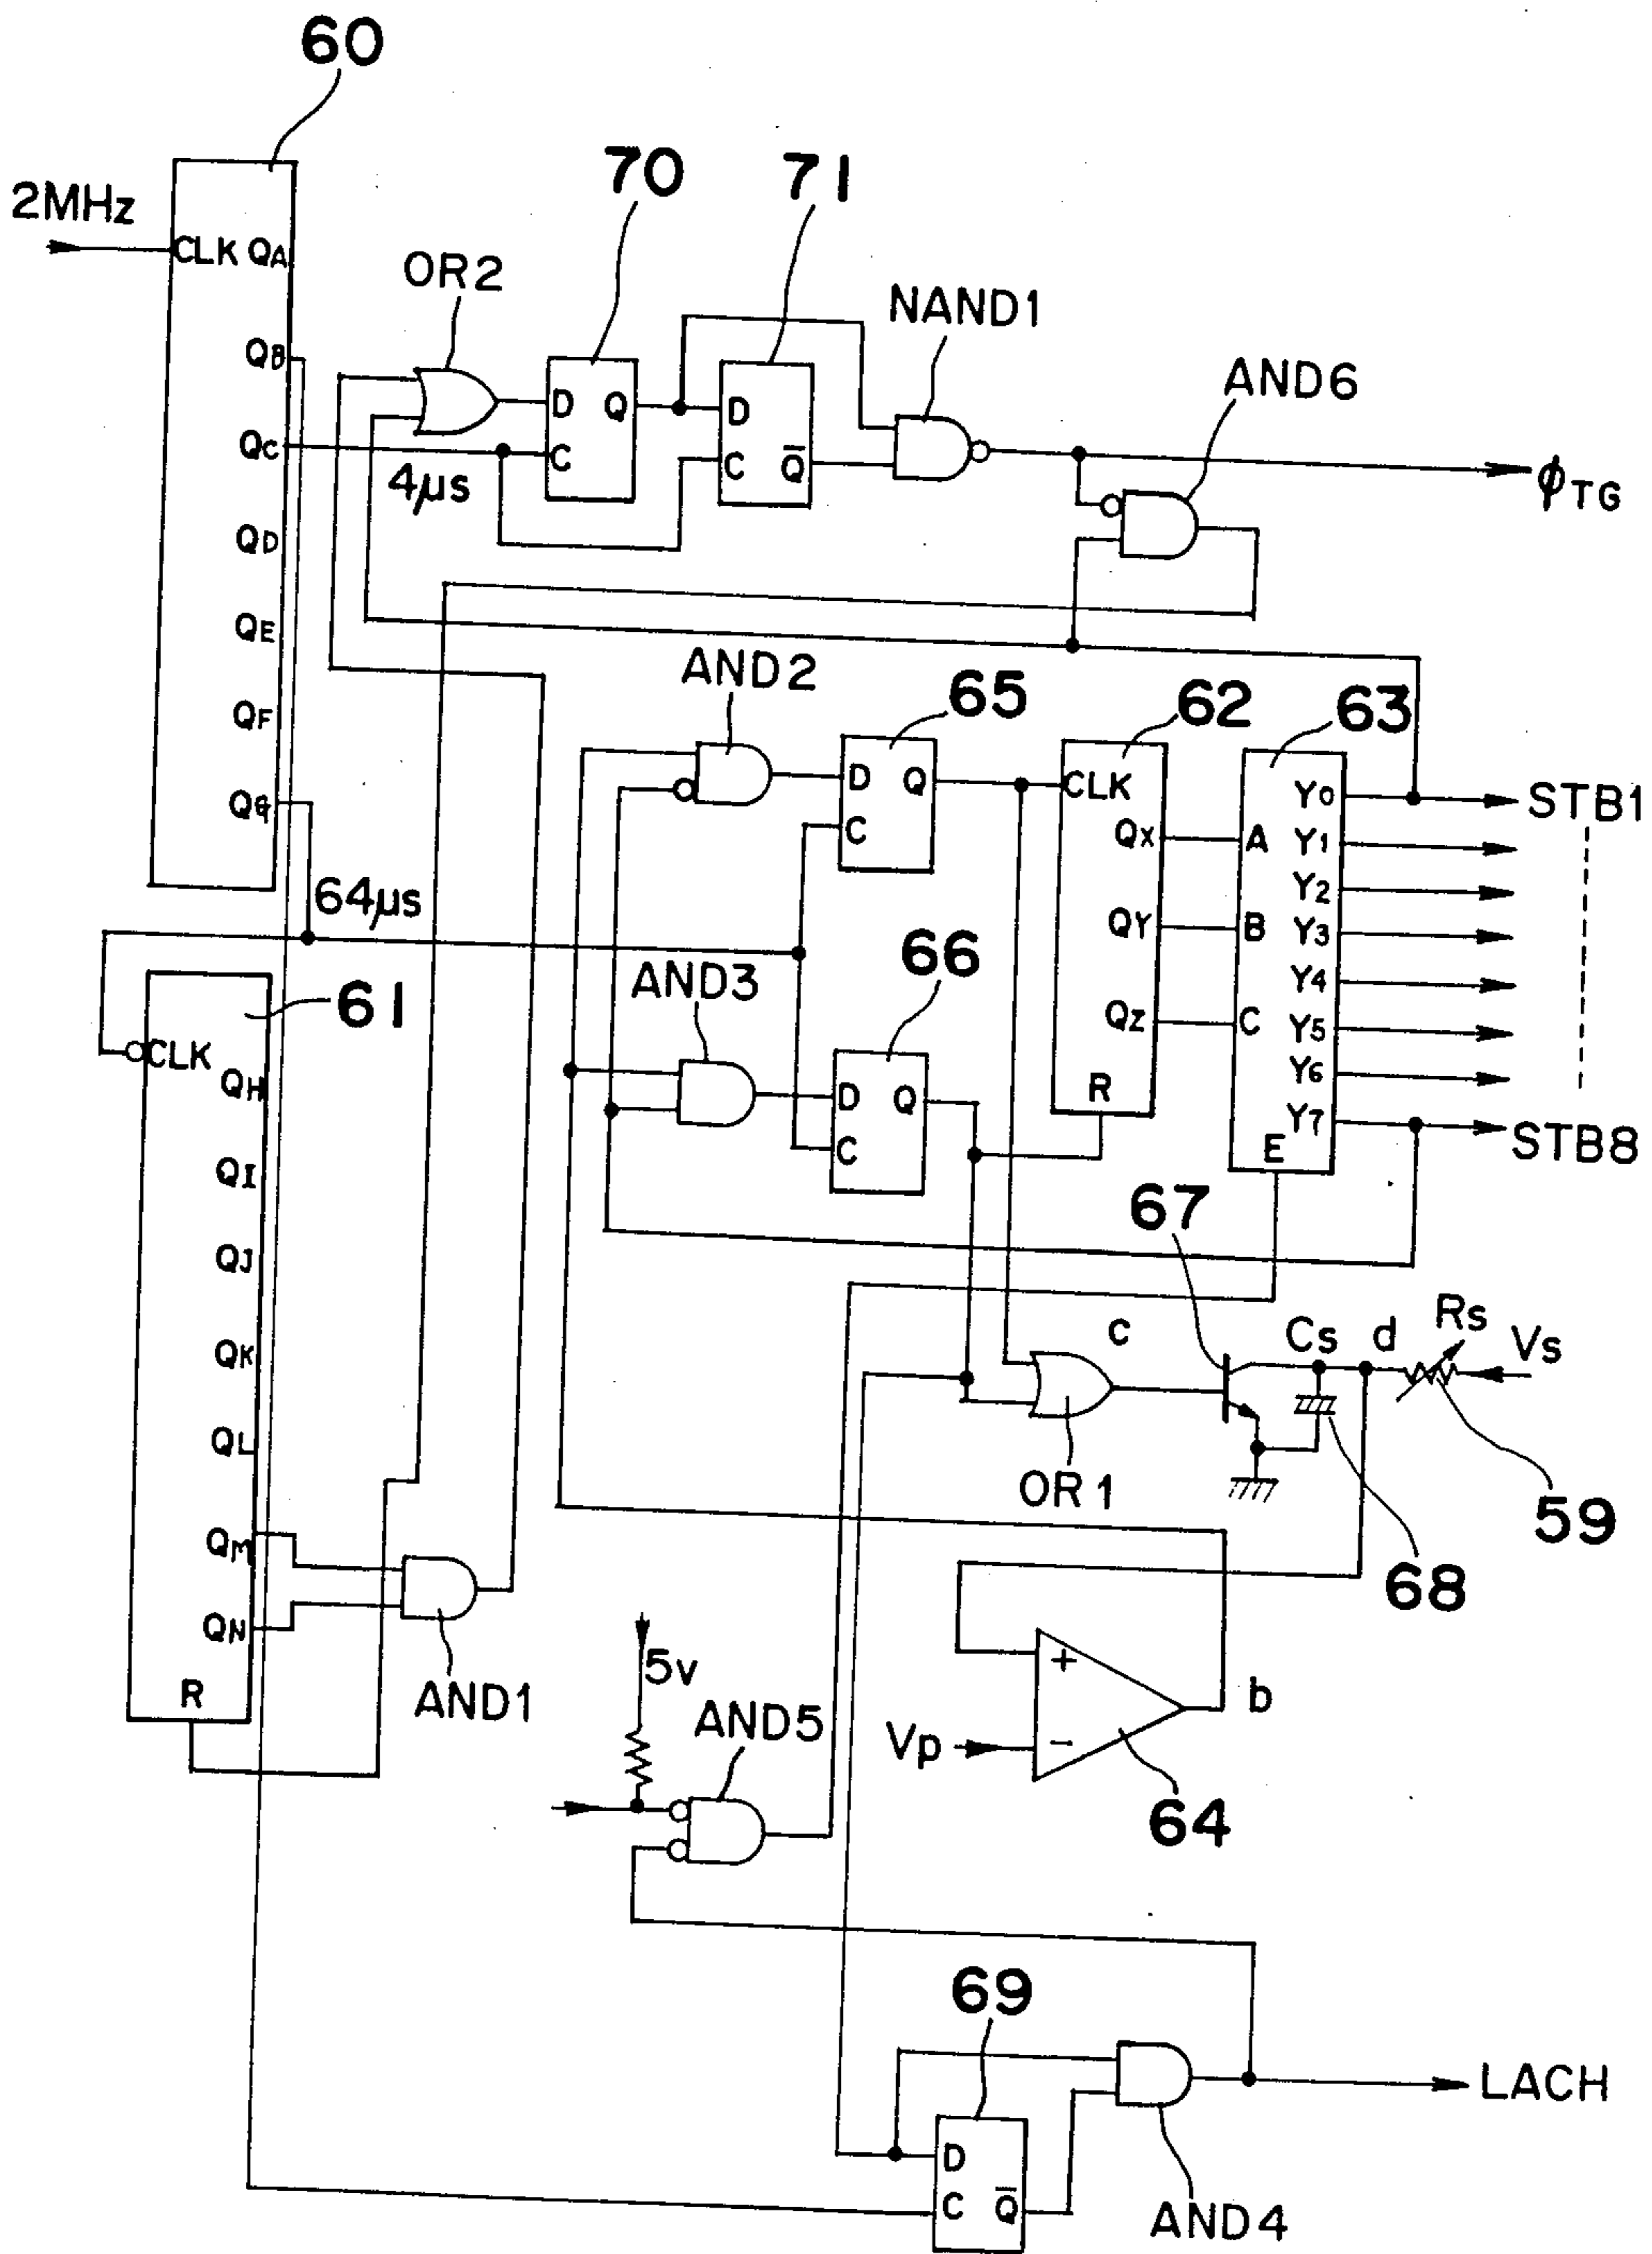 60
70
71
2MHz
CLK QA
OR2
NAND1
QB
AND6
D Q
D
QC
C
C Q̅
4μs
ϕTG
QD
QE
AND2
65
62
63
QF
D Q
CLK
Y0
STB1
QG
C
QX
A
Y1
64μs
Y2
QY
B
Y3
66
AND3
Y4
61
QZ
C
Y5
CLK
Y6
QH
D Q
R
Y7
C
E
STB8
QI
67
QJ
c
Cs
d
Rs
Vs
QK
QL
OR1
59
QM
68
QN
5v
+
R
AND1
AND5
b
Vp
−
64
69
LACH
D
C Q̅
AND4